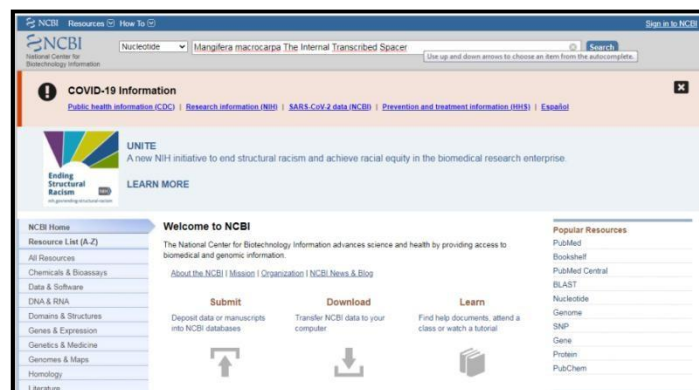 NCBI Resources How To Sign in to NCBI
NCBI
National Center for
Biotechnology Information
Nucleotide Mangifera macrocarpa The Internal Transcribed Spacer Search
Use up and down arrows to choose an item from the autocomplete.
COVID-19 Information
Public health information (CDC) | Research information (NIH) | SARS-CoV-2 data (NCBI) | Prevention and treatment information (HHS) | Español
Ending
Structural
Racism
UNITE
A new NIH initiative to end structural racism and achieve racial equity in the biomedical research enterprise.
LEARN MORE
NCBI Home
Resource List (A-Z)
All Resources
Chemicals & Bioassays
Data & Software
DNA & RNA
Domains & Structures
Genes & Expression
Genetics & Medicine
Genomes & Maps
Homology
Literature
Welcome to NCBI
The National Center for Biotechnology Information advances science and health by providing access to
biomedical and genomic information.
About the NCBI | Mission | Organization | NCBI News & Blog
Submit
Deposit data or manuscripts
into NCBI databases
Download
Transfer NCBI data to your
computer
Learn
Find help documents, attend a
class or watch a tutorial
Popular Resources
PubMed
Bookshelf
PubMed Central
BLAST
Nucleotide
Genome
SNP
Gene
Protein
PubChem